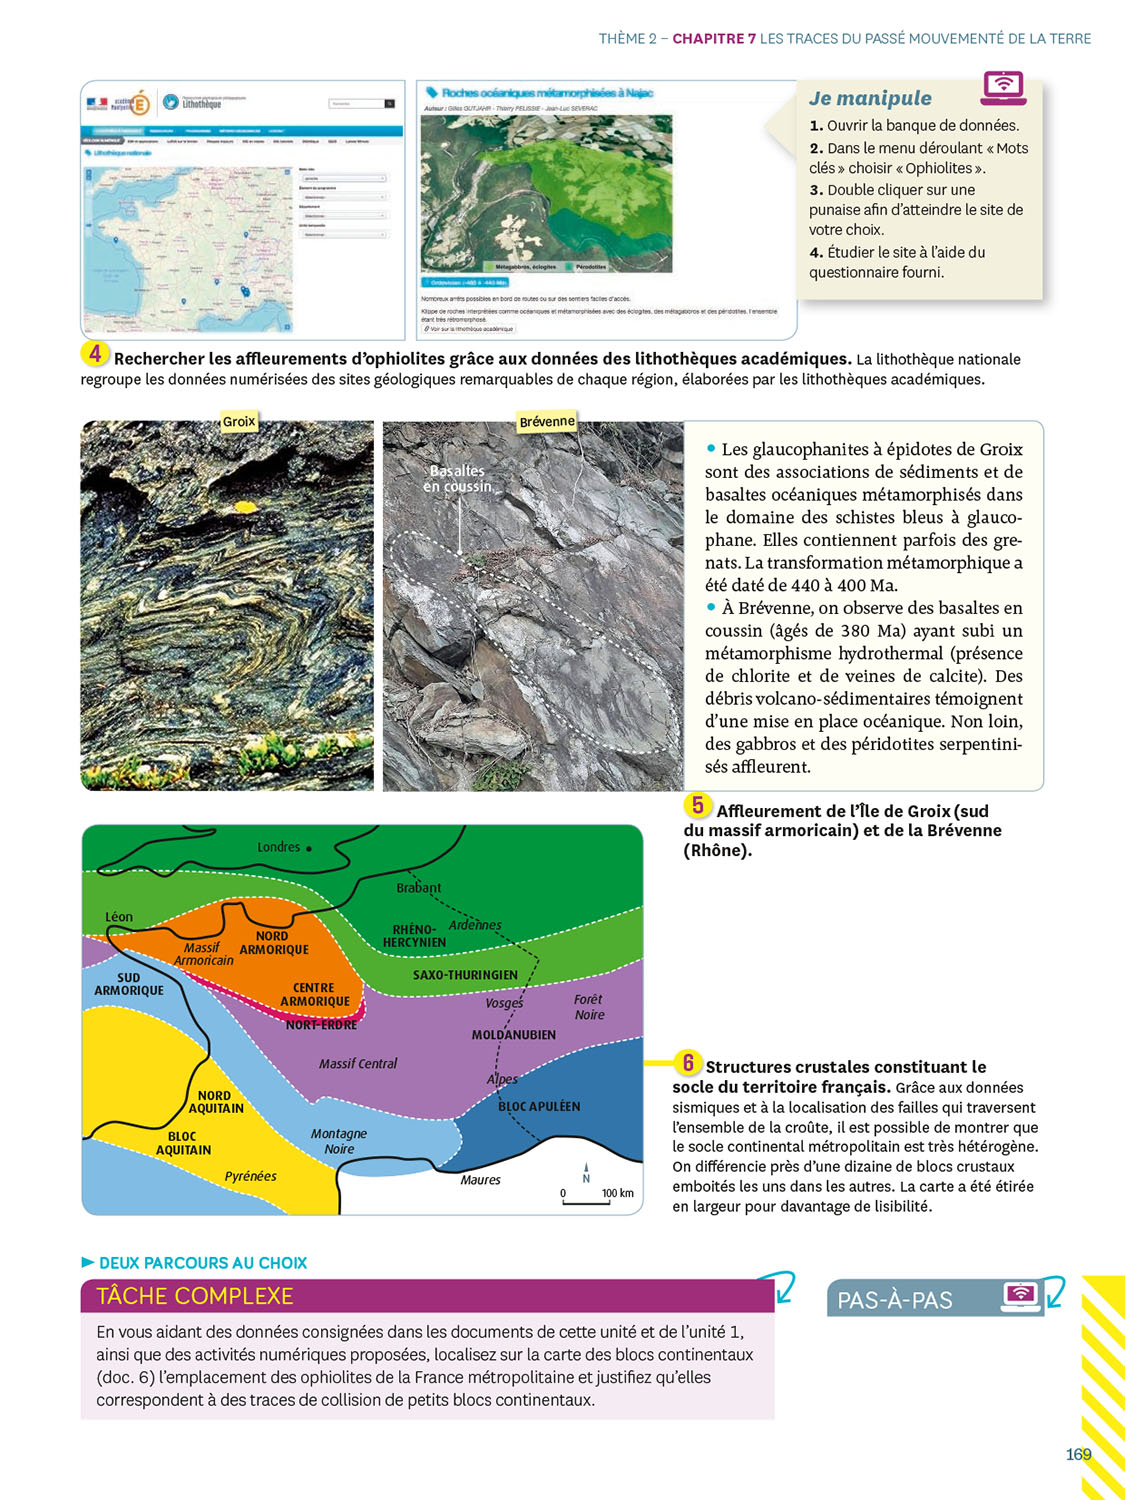 THÈME 2 – CHAPITRE 7 LES TRACES DU PASSÉ MOUVEMENTÉ DE LA TERRE
Lithothèque
Lithothèque nationale
Roches océaniques métamorphisées à Najac
Auteur : Gilles GUTJAHR - Thierry PELISSIE - Jean-Luc SEVERAC
Métagabbros, éclogites
Péridotites
Nombreux arrêts possibles en bord de routes ou sur des sentiers faciles d'accès.
Klippe de roches interprétées comme océaniques et métamorphisées avec des éclogites, des métagabbros et des péridotites, l'ensemble
étant très rétromorphosé.
Voir sur la lithothèque académique
Je manipule
1. Ouvrir la banque de données.
2. Dans le menu déroulant « Mots
clés » choisir « Ophiolites ».
3. Double cliquer sur une
punaise afin d'atteindre le site de
votre choix.
4. Étudier le site à l'aide du
questionnaire fourni.
4 Rechercher les affleurements d'ophiolites grâce aux données des lithothèques académiques. La lithothèque nationale
regroupe les données numérisées des sites géologiques remarquables de chaque région, élaborées par les lithothèques académiques.
Groix
Brévenne
Basaltes
en coussin
• Les glaucophanites à épidotes de Groix
sont des associations de sédiments et de
basaltes océaniques métamorphisés dans
le domaine des schistes bleus à glauco-
phane. Elles contiennent parfois des gre-
nats. La transformation métamorphique a
été daté de 440 à 400 Ma.
• À Brévenne, on observe des basaltes en
coussin (âgés de 380 Ma) ayant subi un
métamorphisme hydrothermal (présence
de chlorite et de veines de calcite). Des
débris volcano-sédimentaires témoignent
d'une mise en place océanique. Non loin,
des gabbros et des péridotites serpentini-
sés affleurent.
5 Affleurement de l'Île de Groix (sud
du massif armoricain) et de la Brévenne
(Rhône).
Londres
Brabant
Léon
Ardennes
RHÉNO-
HERCYNIEN
NORD
ARMORIQUE
Massif
Armoricain
SAXO-THURINGIEN
SUD
ARMORIQUE
CENTRE
ARMORIQUE
Vosges
Forêt
Noire
NORT-ERDRE
MOLDANUBIEN
Massif Central
Alpes
NORD
AQUITAIN
BLOC APULÉEN
BLOC
AQUITAIN
Montagne
Noire
Pyrénées
Maures
N
0 100 km
6 Structures crustales constituant le
socle du territoire français. Grâce aux données
sismiques et à la localisation des failles qui traversent
l'ensemble de la croûte, il est possible de montrer que
le socle continental métropolitain est très hétérogène.
On différencie près d'une dizaine de blocs crustaux
emboités les uns dans les autres. La carte a été étirée
en largeur pour davantage de lisibilité.
► DEUX PARCOURS AU CHOIX
TÂCHE COMPLEXE
En vous aidant des données consignées dans les documents de cette unité et de l'unité 1,
ainsi que des activités numériques proposées, localisez sur la carte des blocs continentaux
(doc. 6) l'emplacement des ophiolites de la France métropolitaine et justifiez qu'elles
correspondent à des traces de collision de petits blocs continentaux.
PAS-À-PAS
169